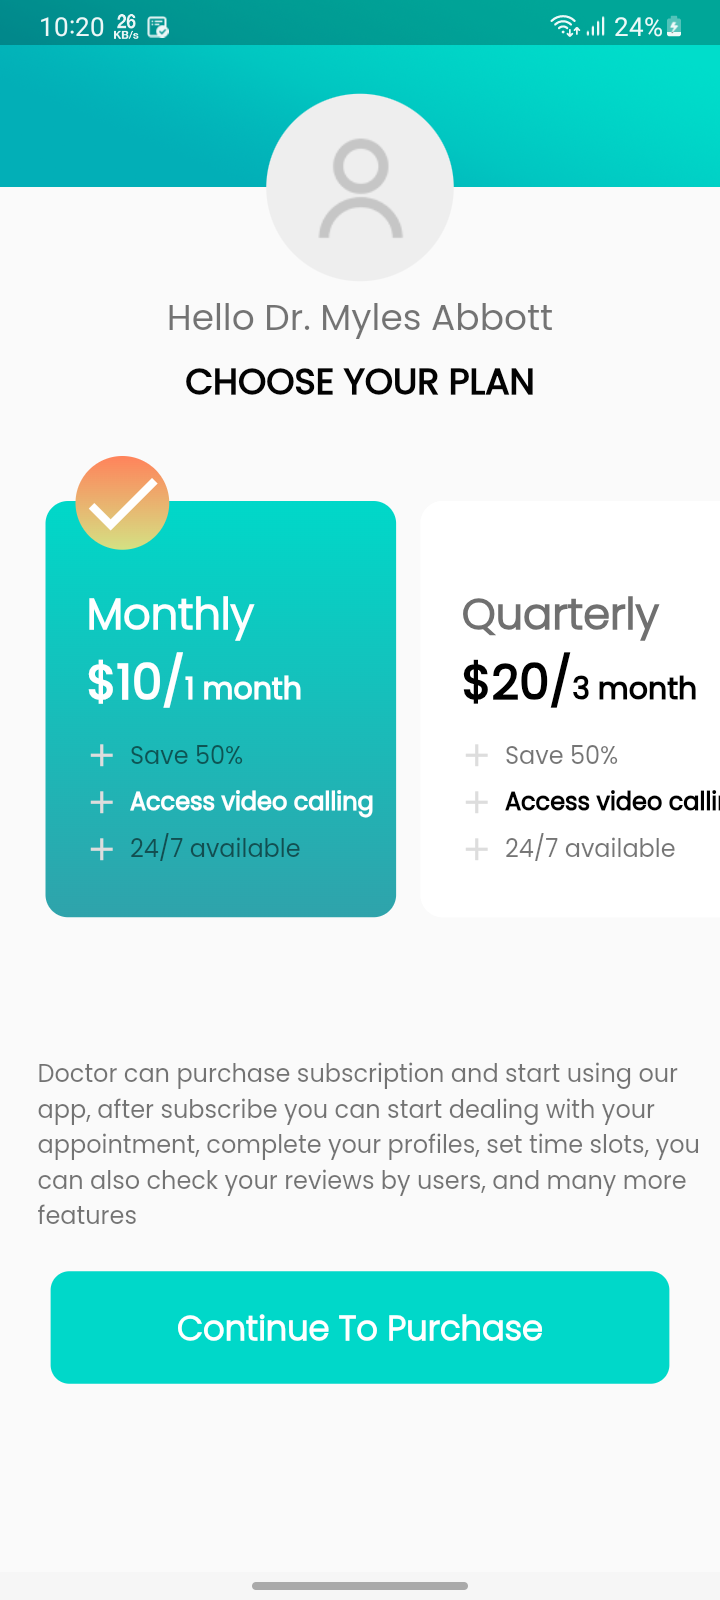 10:20 26 KB/s 24%
Hello Dr. Myles Abbott
CHOOSE YOUR PLAN
Monthly
$10/1 month
Save 50%
Access video calling
24/7 available
Quarterly
$20/3 month
Save 50%
Access video callin
24/7 available
Doctor can purchase subscription and start using our
app, after subscribe you can start dealing with your
appointment, complete your profiles, set time slots, you
can also check your reviews by users, and many more
features
Continue To Purchase